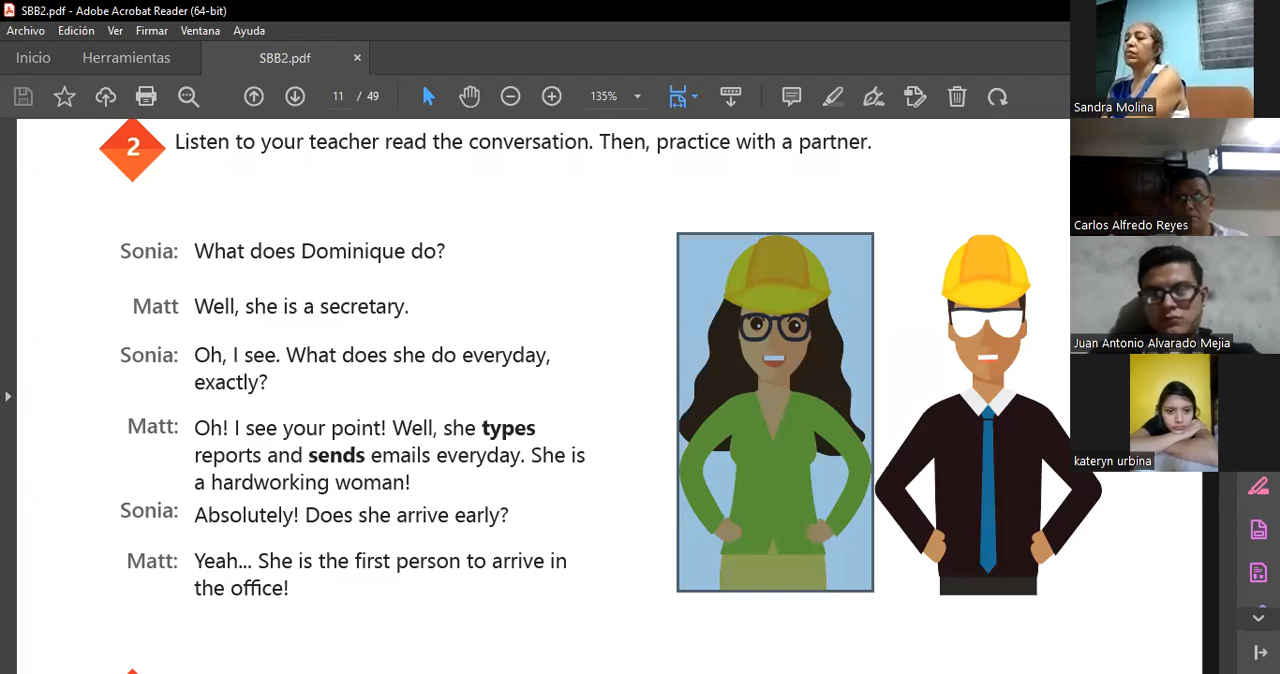 SBB2.pdf - Adobe Acrobat Reader (64-bit)
Archivo Edición Ver Firmar Ventana Ayuda
Inicio Herramientas SBB2.pdf ×
11 / 49 135%
2 Listen to your teacher read the conversation. Then, practice with a partner.
Sonia: What does Dominique do?
Matt Well, she is a secretary.
Sonia: Oh, I see. What does she do everyday,
exactly?
Matt: Oh! I see your point! Well, she types
reports and sends emails everyday. She is
a hardworking woman!
Sonia: Absolutely! Does she arrive early?
Matt: Yeah... She is the first person to arrive in
the office!
Sandra Molina
Carlos Alfredo Reyes
Juan Antonio Alvarado Mejia
kateryn urbina